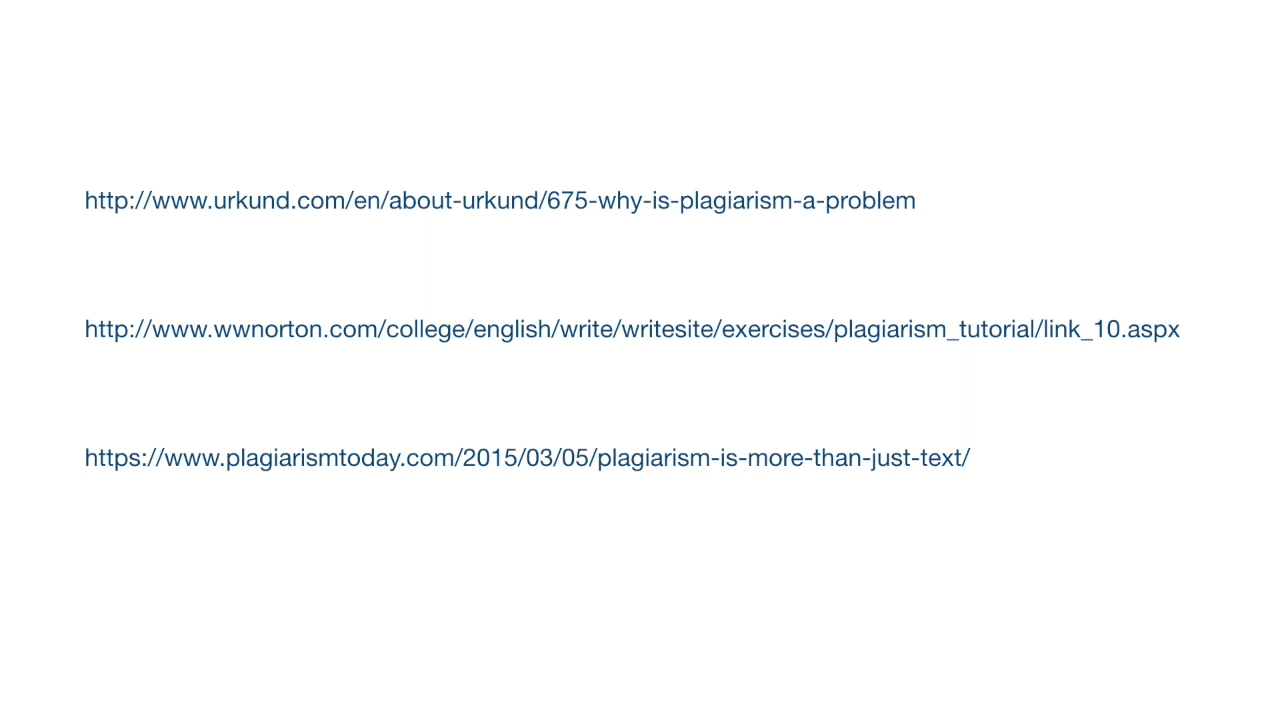 http://www.urkund.com/en/about-urkund/675-why-is-plagiarism-a-problem
http://www.wwnorton.com/college/english/write/writesite/exercises/plagiarism_tutorial/link_10.aspx
https://www.plagiarismtoday.com/2015/03/05/plagiarism-is-more-than-just-text/